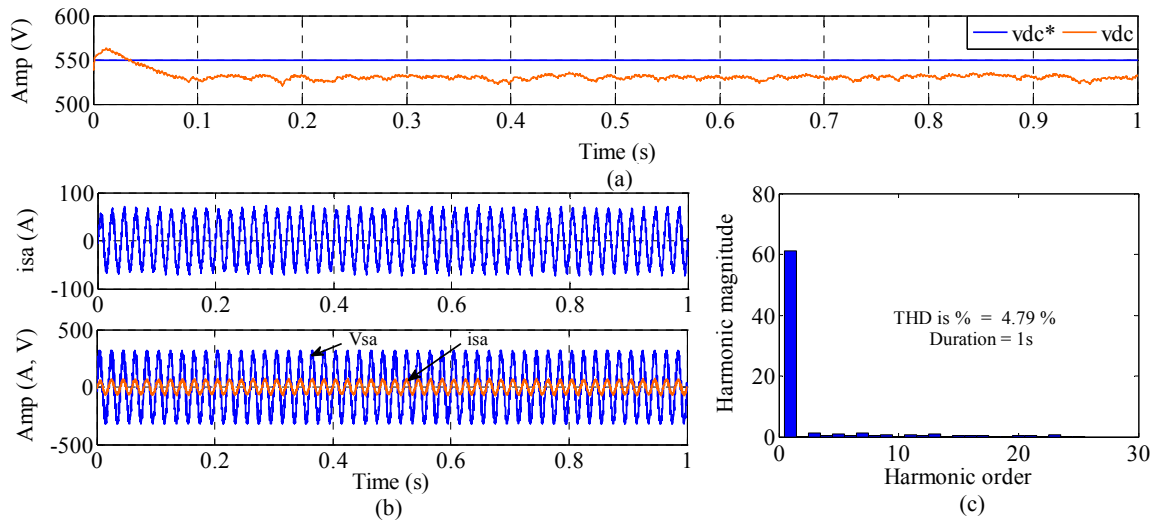 600
550
500
Amp (V)
vdc*
vdc
0
0.1
0.2
0.3
0.4
0.5
0.6
0.7
0.8
0.9
1
Time (s)
(a)
100
0
-100
isa (A)
0
0.2
0.4
0.6
0.8
1
500
0
-500
Amp (A, V)
Vsa
isa
0
0.2
0.4
0.6
0.8
1
Time (s)
(b)
80
60
40
20
0
Harmonic magnitude
THD is % = 4.79 %
Duration = 1s
0
10
20
30
Harmonic order
(c)